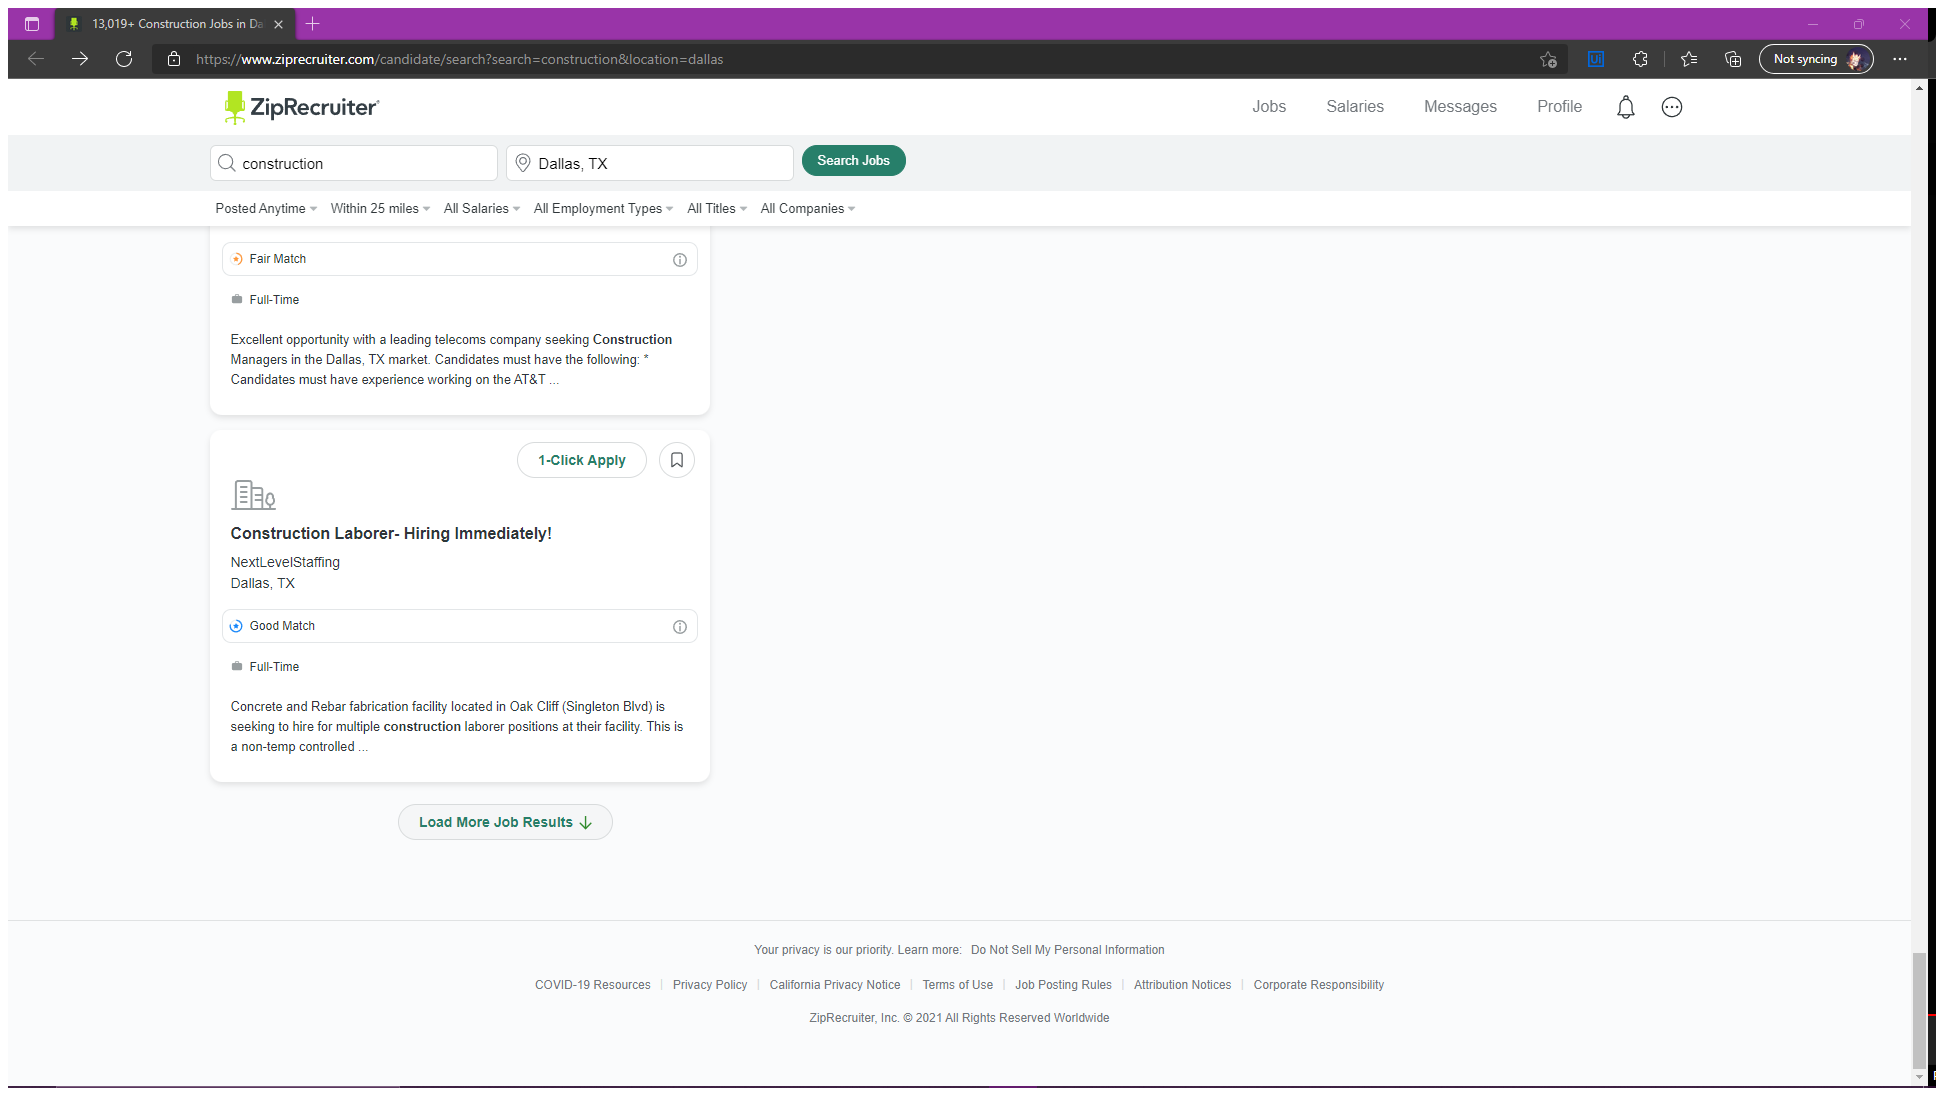 13,019+ Construction Jobs in Da
https://www.ziprecruiter.com/candidate/search?search=construction&location=dallas
Not syncing
ZipRecruiter
Jobs Salaries Messages Profile
construction Dallas, TX Search Jobs
Posted Anytime Within 25 miles All Salaries All Employment Types All Titles All Companies
Fair Match
Full-Time
Excellent opportunity with a leading telecoms company seeking Construction
Managers in the Dallas, TX market. Candidates must have the following: *
Candidates must have experience working on the AT&T ...
1-Click Apply
Construction Laborer- Hiring Immediately!
NextLevelStaffing
Dallas, TX
Good Match
Full-Time
Concrete and Rebar fabrication facility located in Oak Cliff (Singleton Blvd) is
seeking to hire for multiple construction laborer positions at their facility. This is
a non-temp controlled ...
Load More Job Results
Your privacy is our priority. Learn more: Do Not Sell My Personal Information
COVID-19 Resources | Privacy Policy | California Privacy Notice | Terms of Use | Job Posting Rules | Attribution Notices | Corporate Responsibility
ZipRecruiter, Inc. © 2021 All Rights Reserved Worldwide